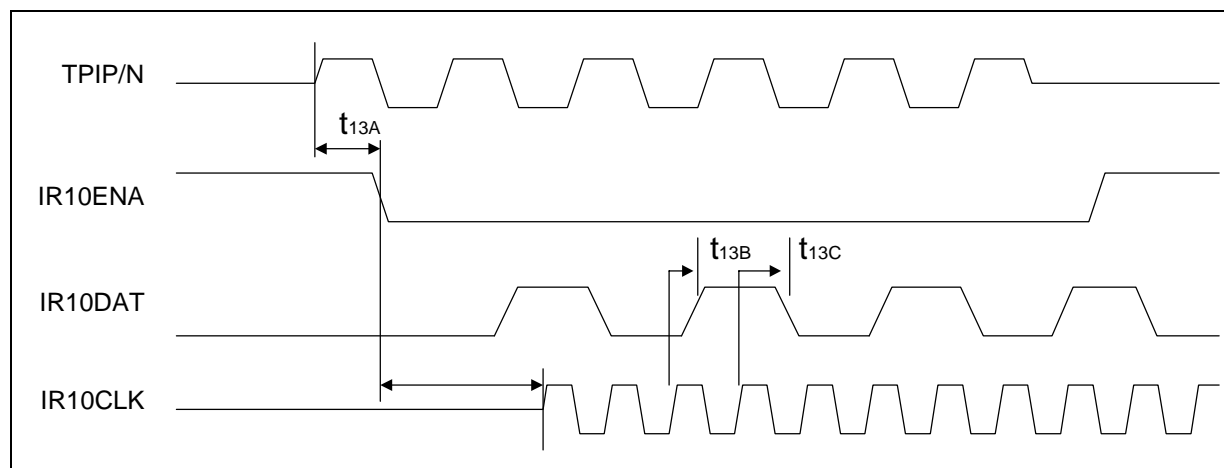 TPIP/N
t13A
IR10ENA
t13B
t13C
IR10DAT
IR10CLK